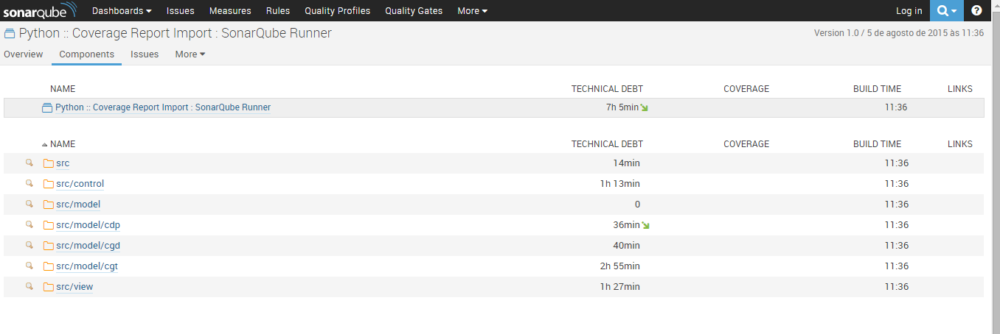 sonarqube Dashboards Issues Measures Rules Quality Profiles Quality Gates More Log in ?
Python :: Coverage Report Import : SonarQube Runner Version 1.0 / 5 de agosto de 2015 às 11:36
Overview Components Issues More
NAME TECHNICAL DEBT COVERAGE BUILD TIME LINKS
Python :: Coverage Report Import : SonarQube Runner 7h 5min 11:36
NAME TECHNICAL DEBT COVERAGE BUILD TIME LINKS
src 14min 11:36
src/control 1h 13min 11:36
src/model 0 11:36
src/model/cdp 36min 11:36
src/model/cgd 40min 11:36
src/model/cgt 2h 55min 11:36
src/view 1h 27min 11:36